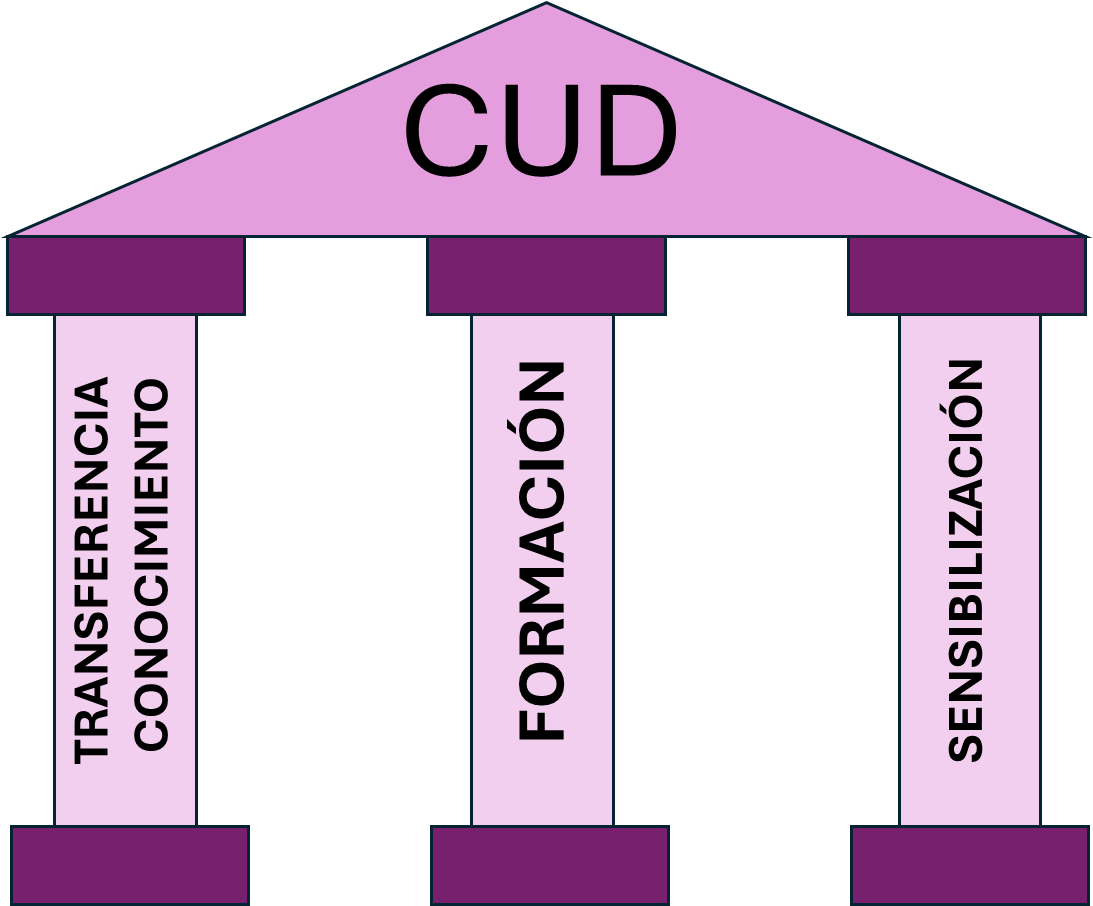 CUD
TRANSFERENCIA
CONOCIMIENTO
FORMACIÓN
SENSIBILIZACIÓN